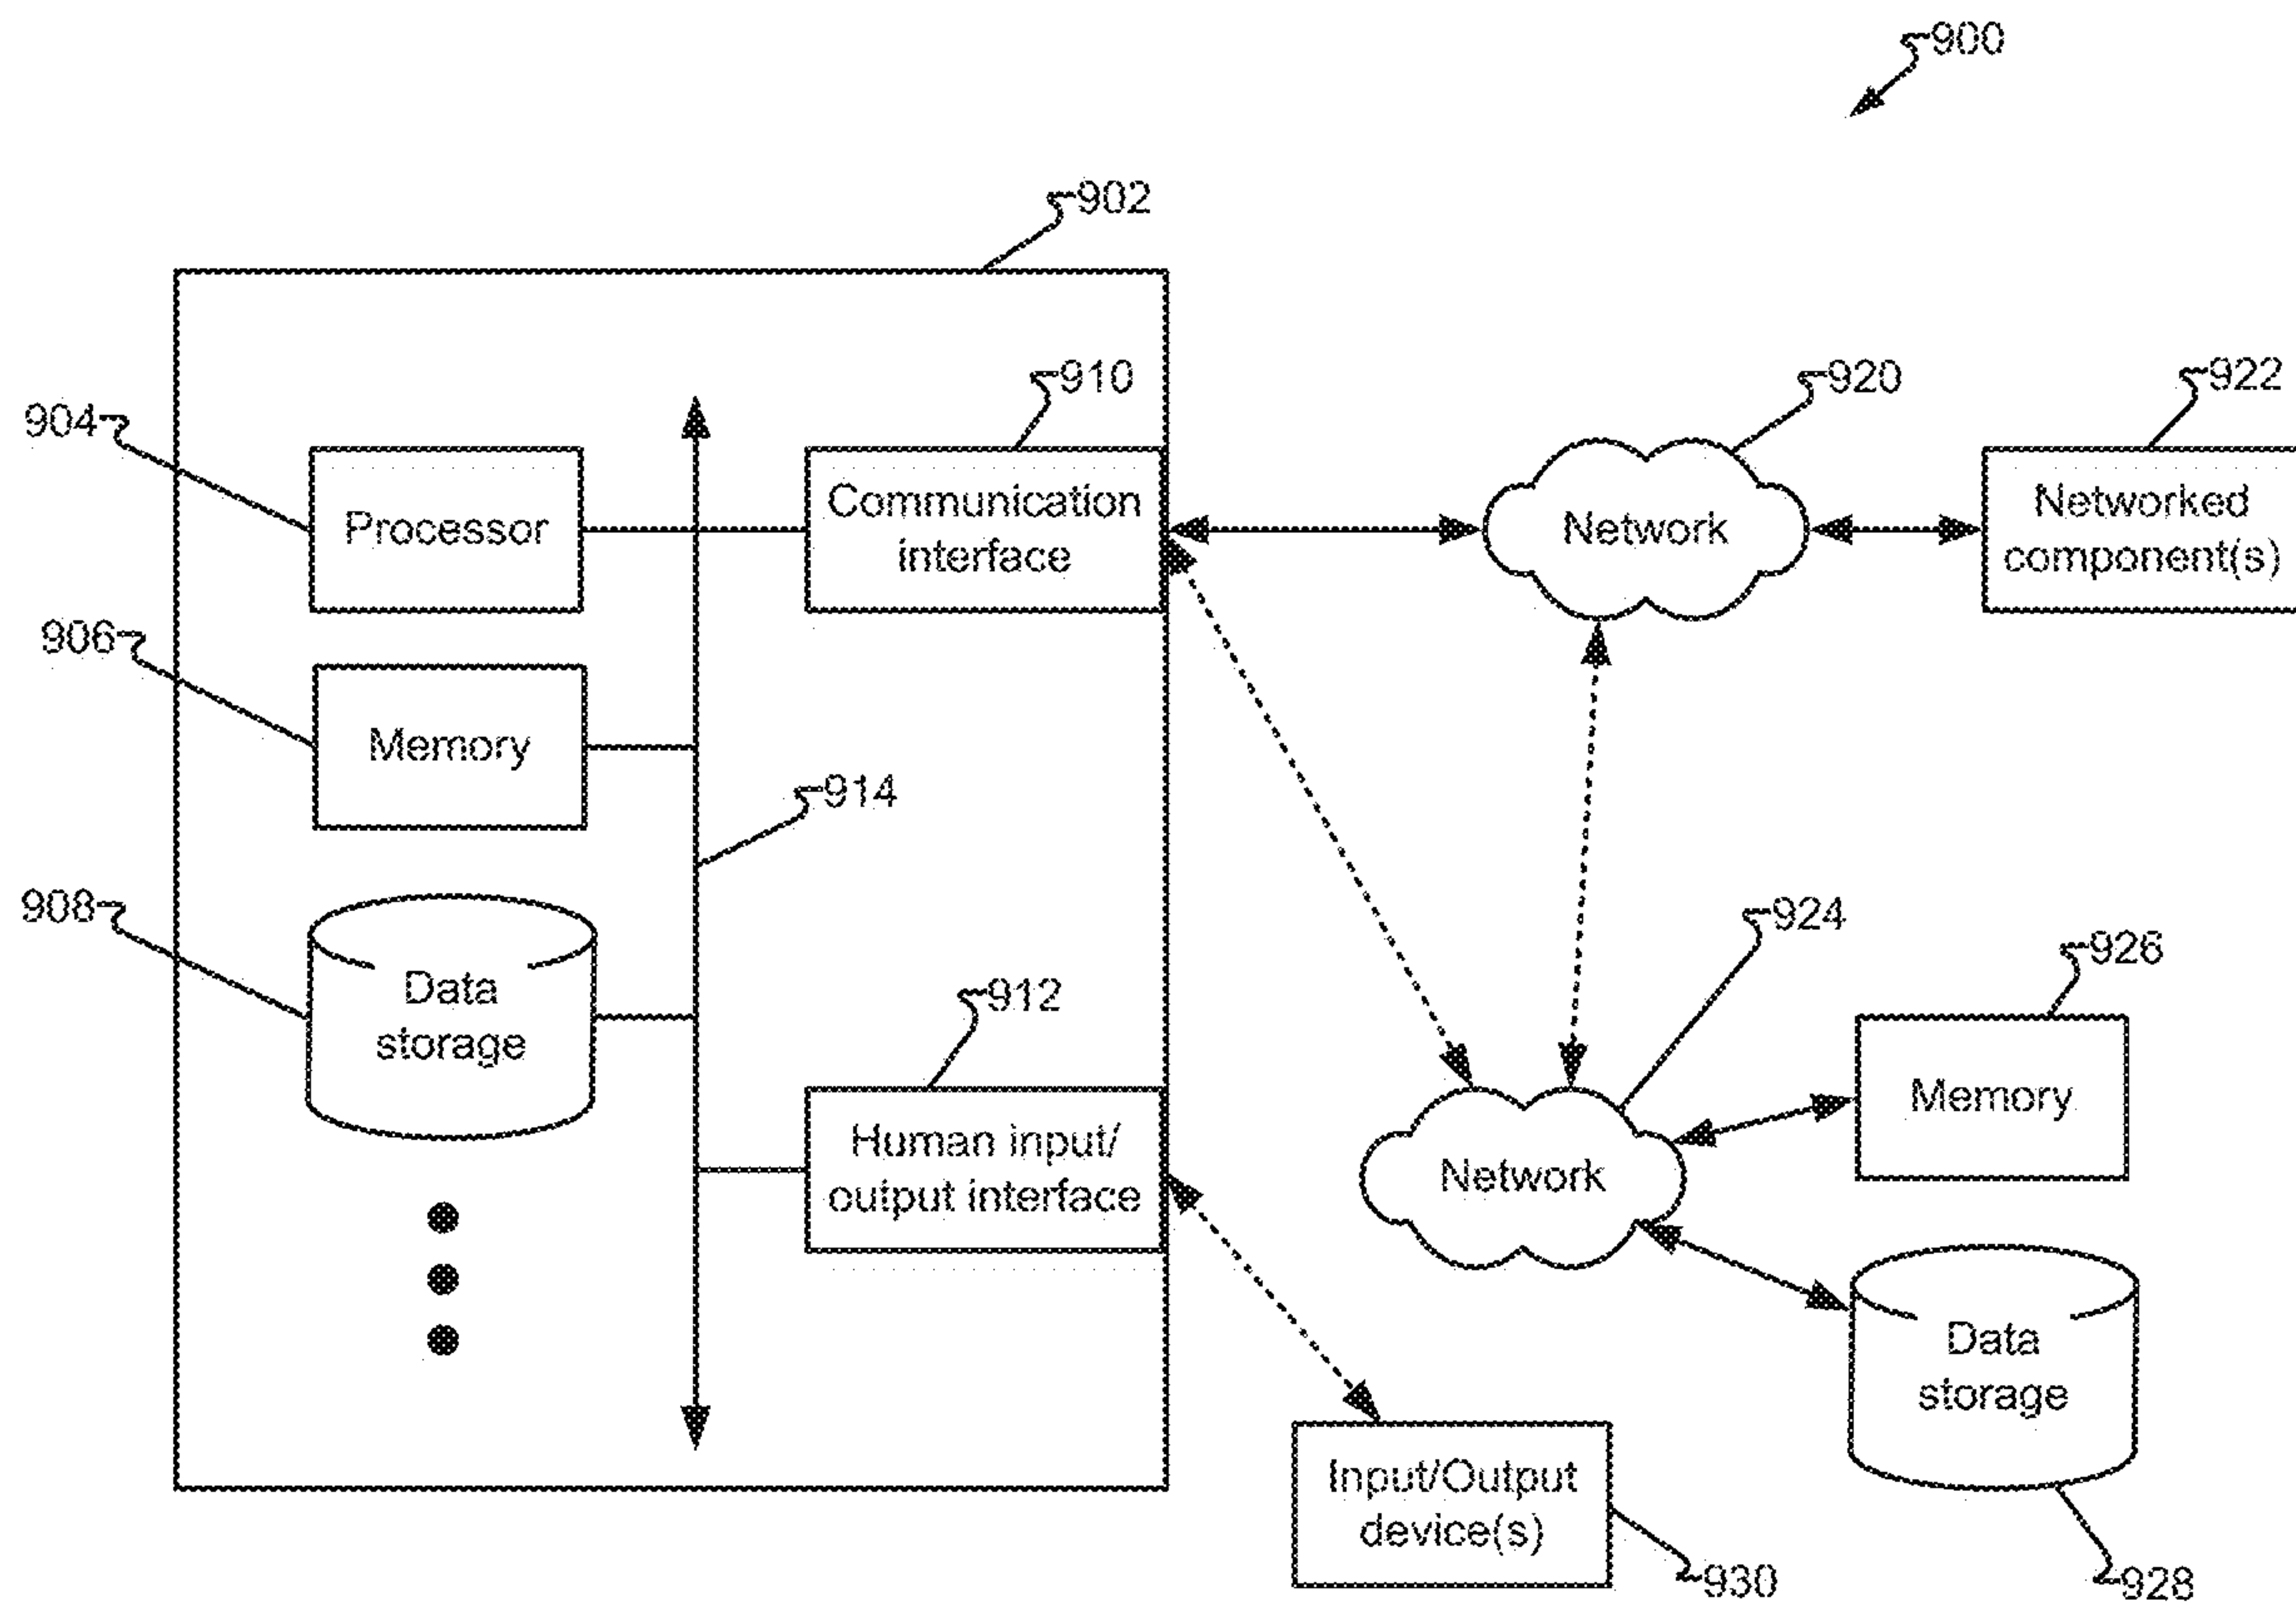 900
902
910
920
922
904
Processor
Communication
interface
Network
Networked
component(s)
906
Memory
914
908
Data
storage
924
926
912
Memory
Human input/
output interface
Network
Data
storage
Input/Output
device(s)
930
928